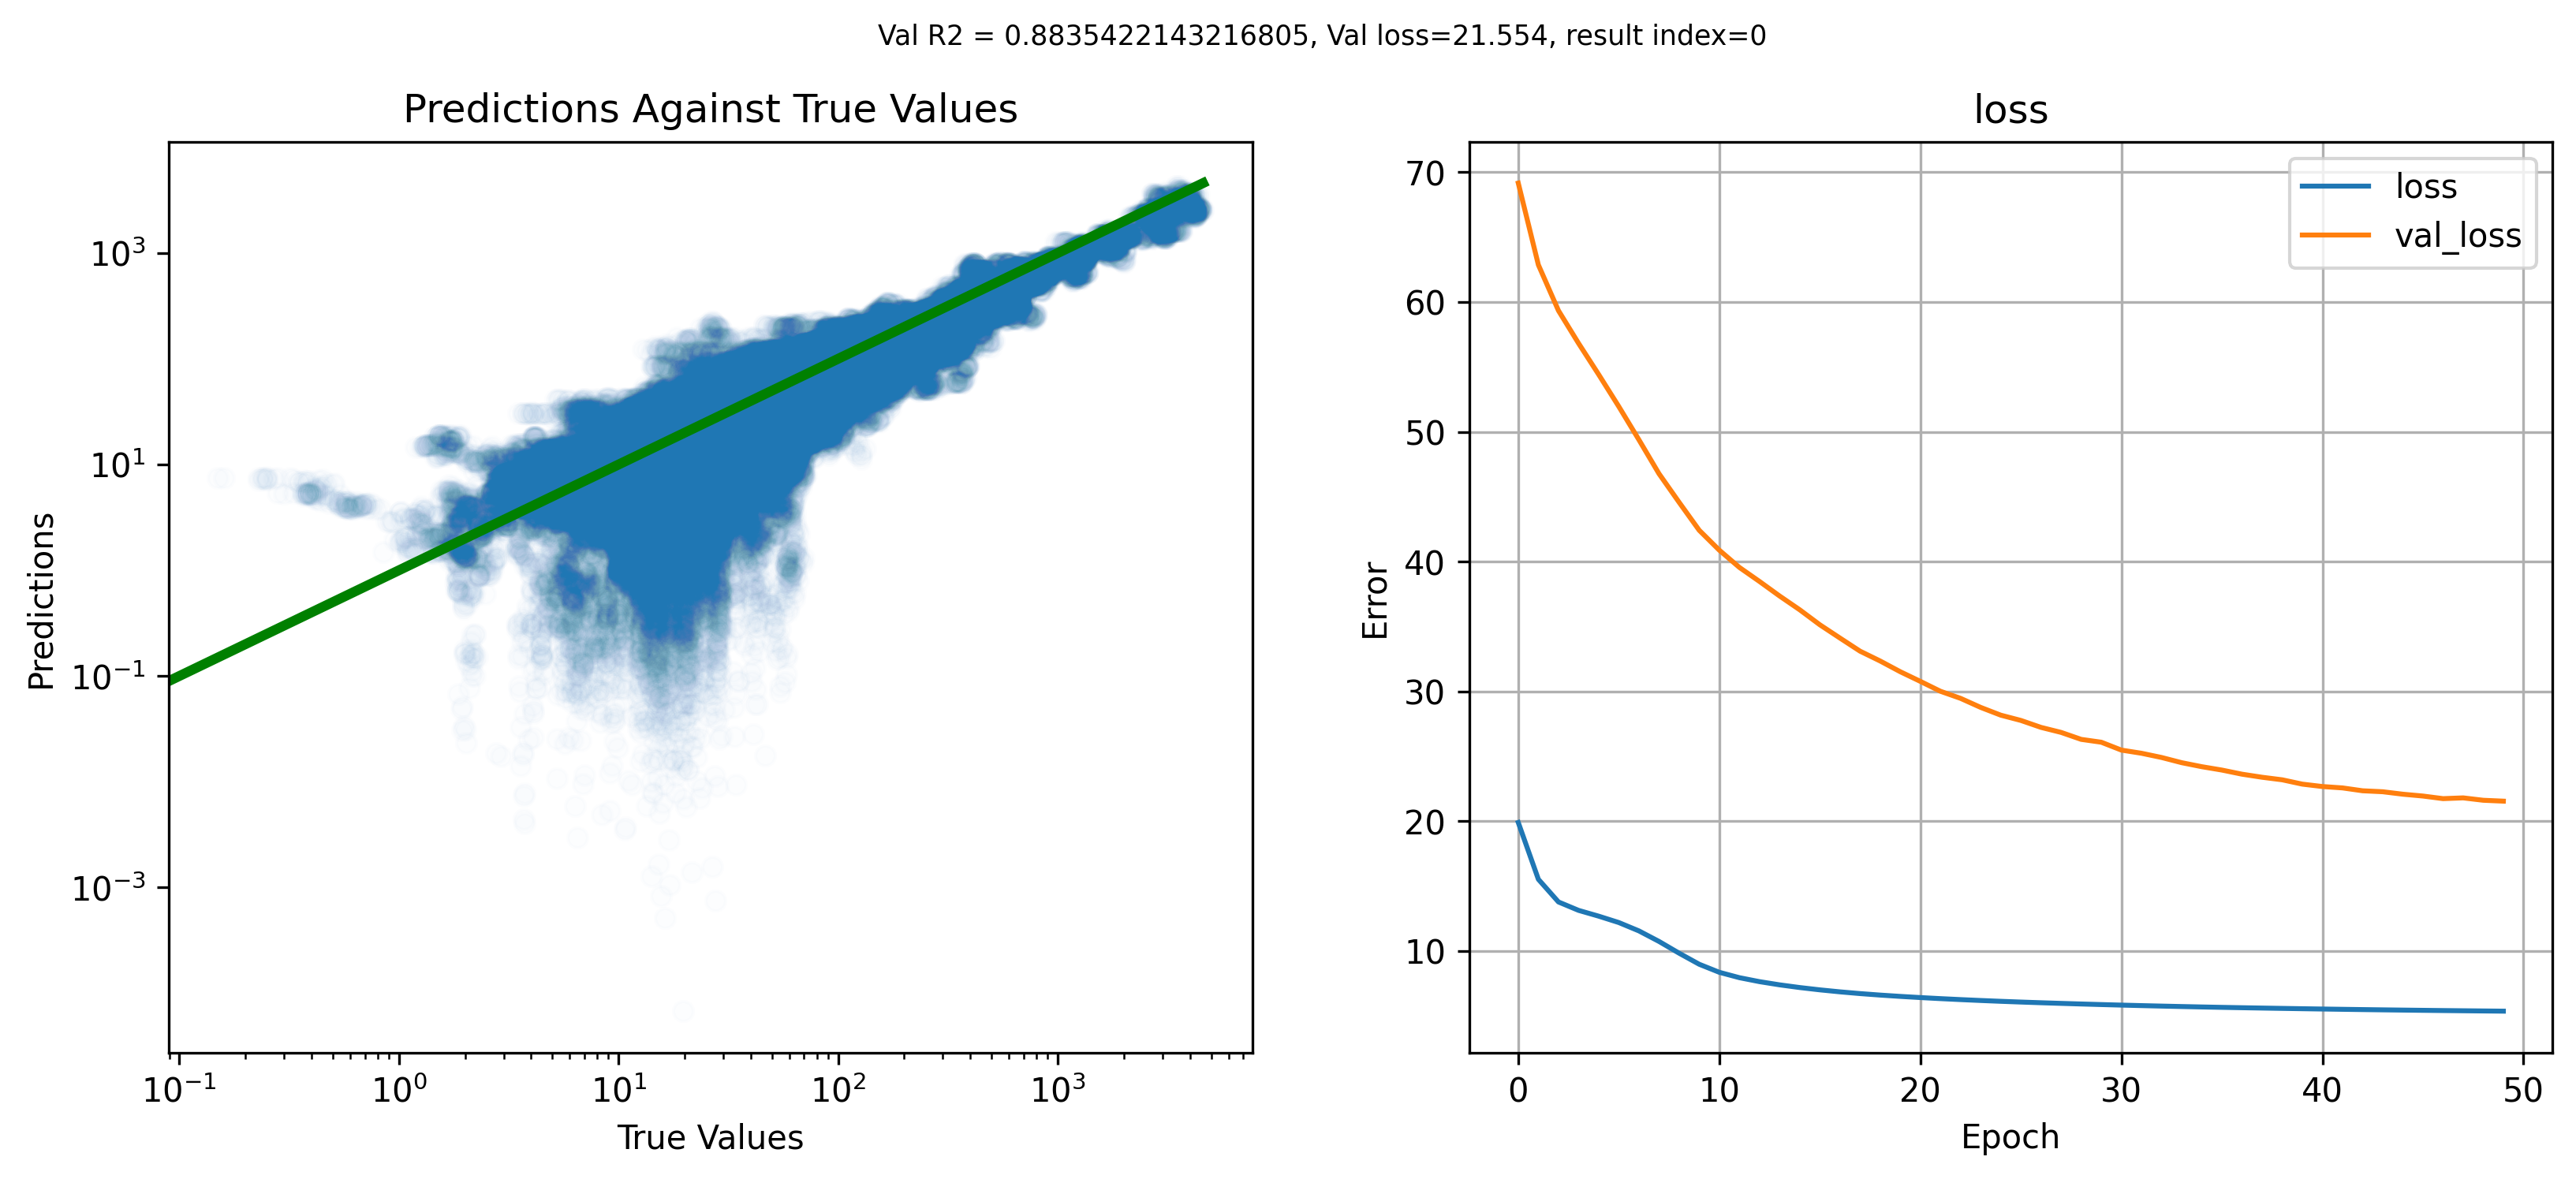 Val R2 = 0.8835422143216805, Val loss=21.554, result index=0
Predictions Against True Values
Predictions
10³
10¹
10⁻¹
10⁻³
10⁻¹ 10⁰ 10¹ 10² 10³
True Values
loss
Error
70
60
50
40
30
20
10
loss
val_loss
0 10 20 30 40 50
Epoch